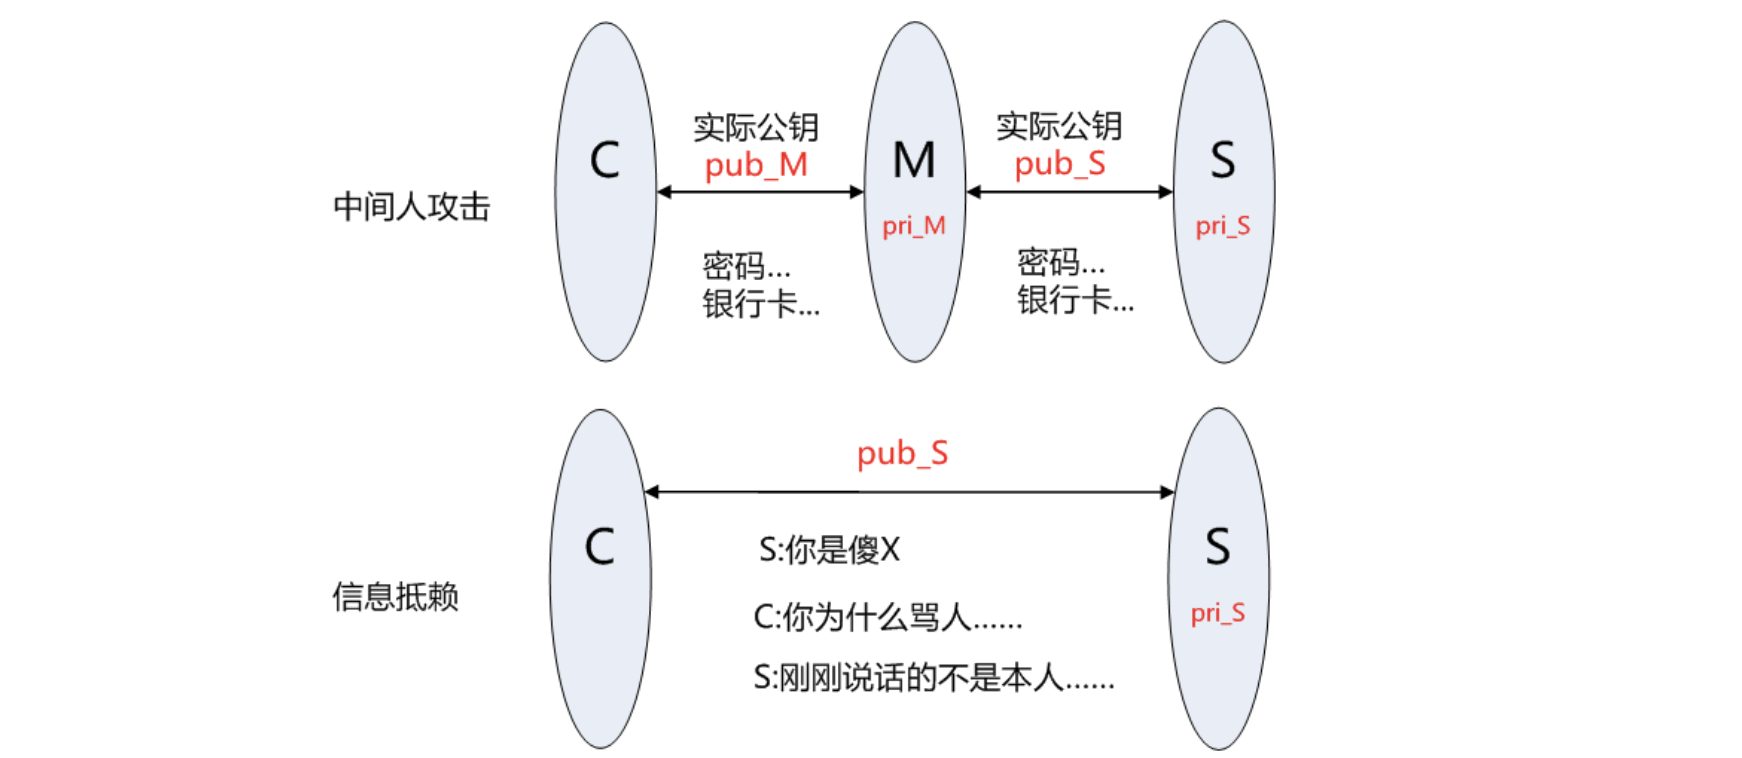 中间人攻击
C
实际公钥
pub_M
密码...
银行卡...
M
pri_M
实际公钥
pub_S
密码...
银行卡...
S
pri_S
信息抵赖
C
pub_S
S:你是傻X
C:你为什么骂人......
S:刚刚说话的不是本人......
S
pri_S